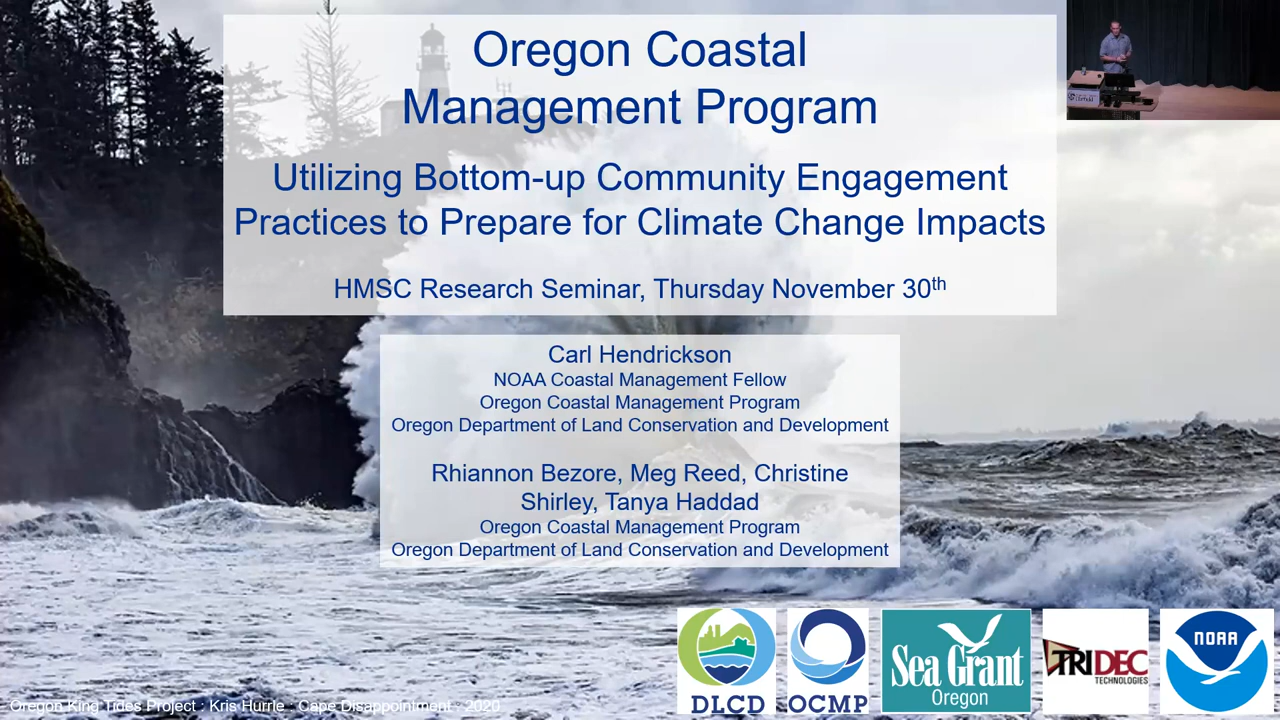 Oregon Coastal
Management Program
Utilizing Bottom-up Community Engagement
Practices to Prepare for Climate Change Impacts
HMSC Research Seminar, Thursday November 30th
Carl Hendrickson
NOAA Coastal Management Fellow
Oregon Coastal Management Program
Oregon Department of Land Conservation and Development
Rhiannon Bezore, Meg Reed, Christine
Shirley, Tanya Haddad
Oregon Coastal Management Program
Oregon Department of Land Conservation and Development
DLCD
OCMP
Sea Grant
Oregon
TRIDEC
TECHNOLOGIES
NOAA
Oregon King Tides Project : Kris Hurrle : Cape Disappointment - 2020